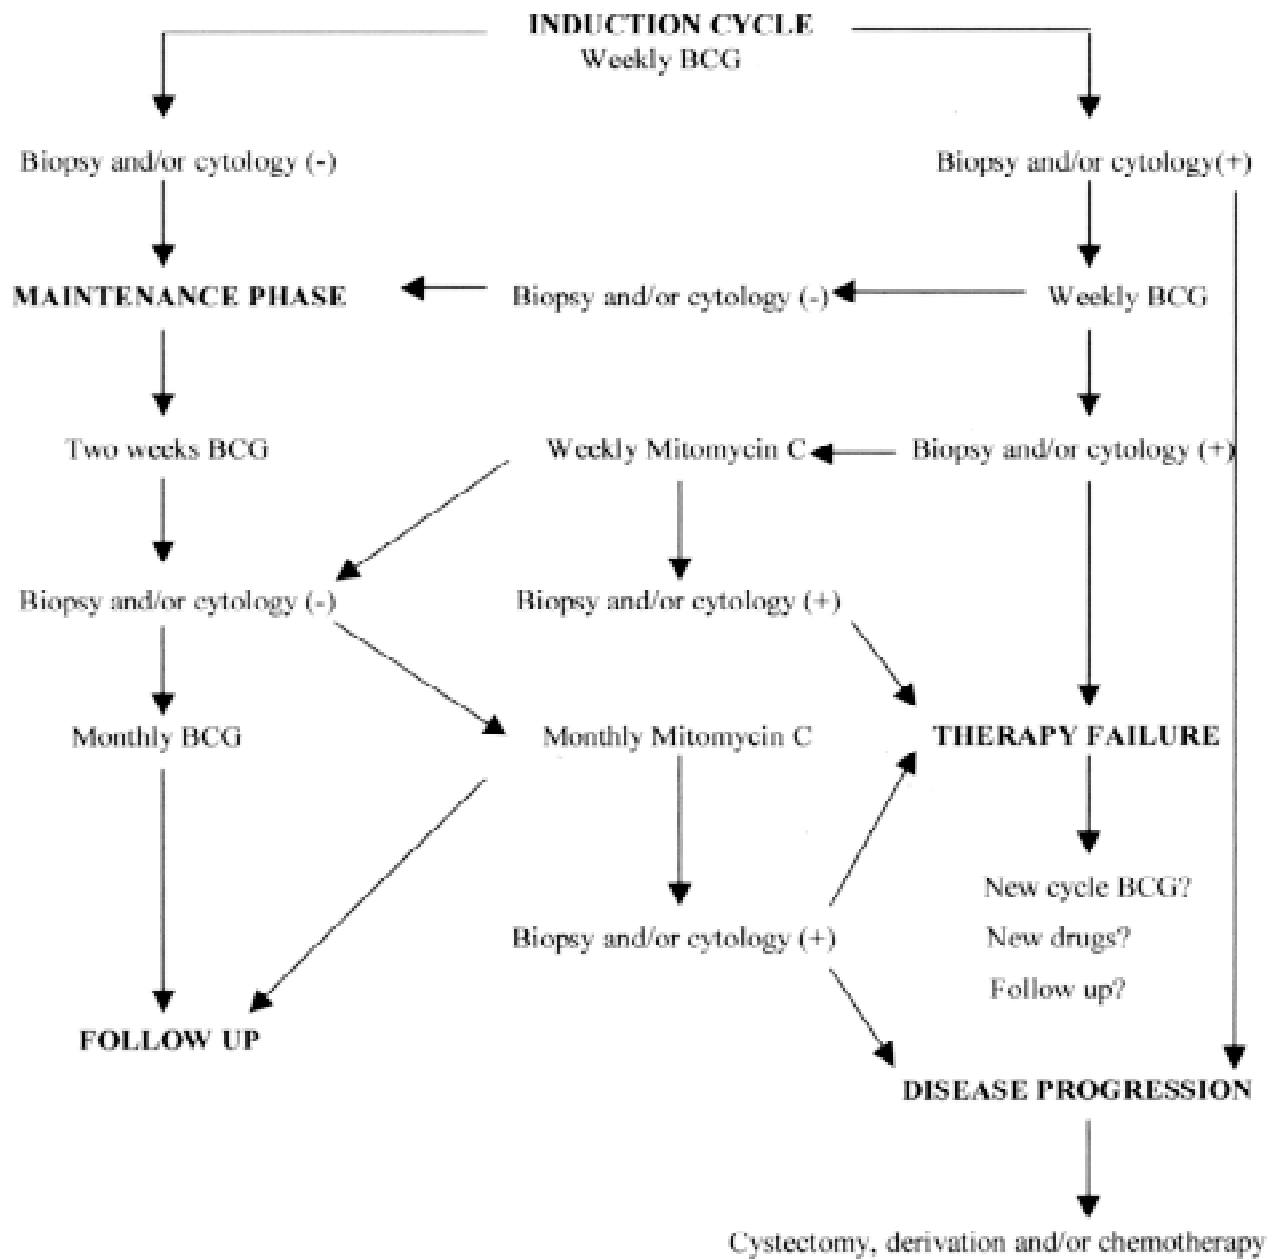 INDUCTION CYCLE
Weekly BCG
Biopsy and/or cytology (-)
Biopsy and/or cytology(+)
MAINTENANCE PHASE
Biopsy and/or cytology (-)
Weekly BCG
Two weeks BCG
Weekly Mitomycin C
Biopsy and/or cytology (+)
Biopsy and/or cytology (-)
Biopsy and/or cytology (+)
Monthly BCG
Monthly Mitomycin C
THERAPY FAILURE
New cycle BCG?
Biopsy and/or cytology (+)
New drugs?
Follow up?
FOLLOW UP
DISEASE PROGRESSION
Cystectomy, derivation and/or chemotherapy